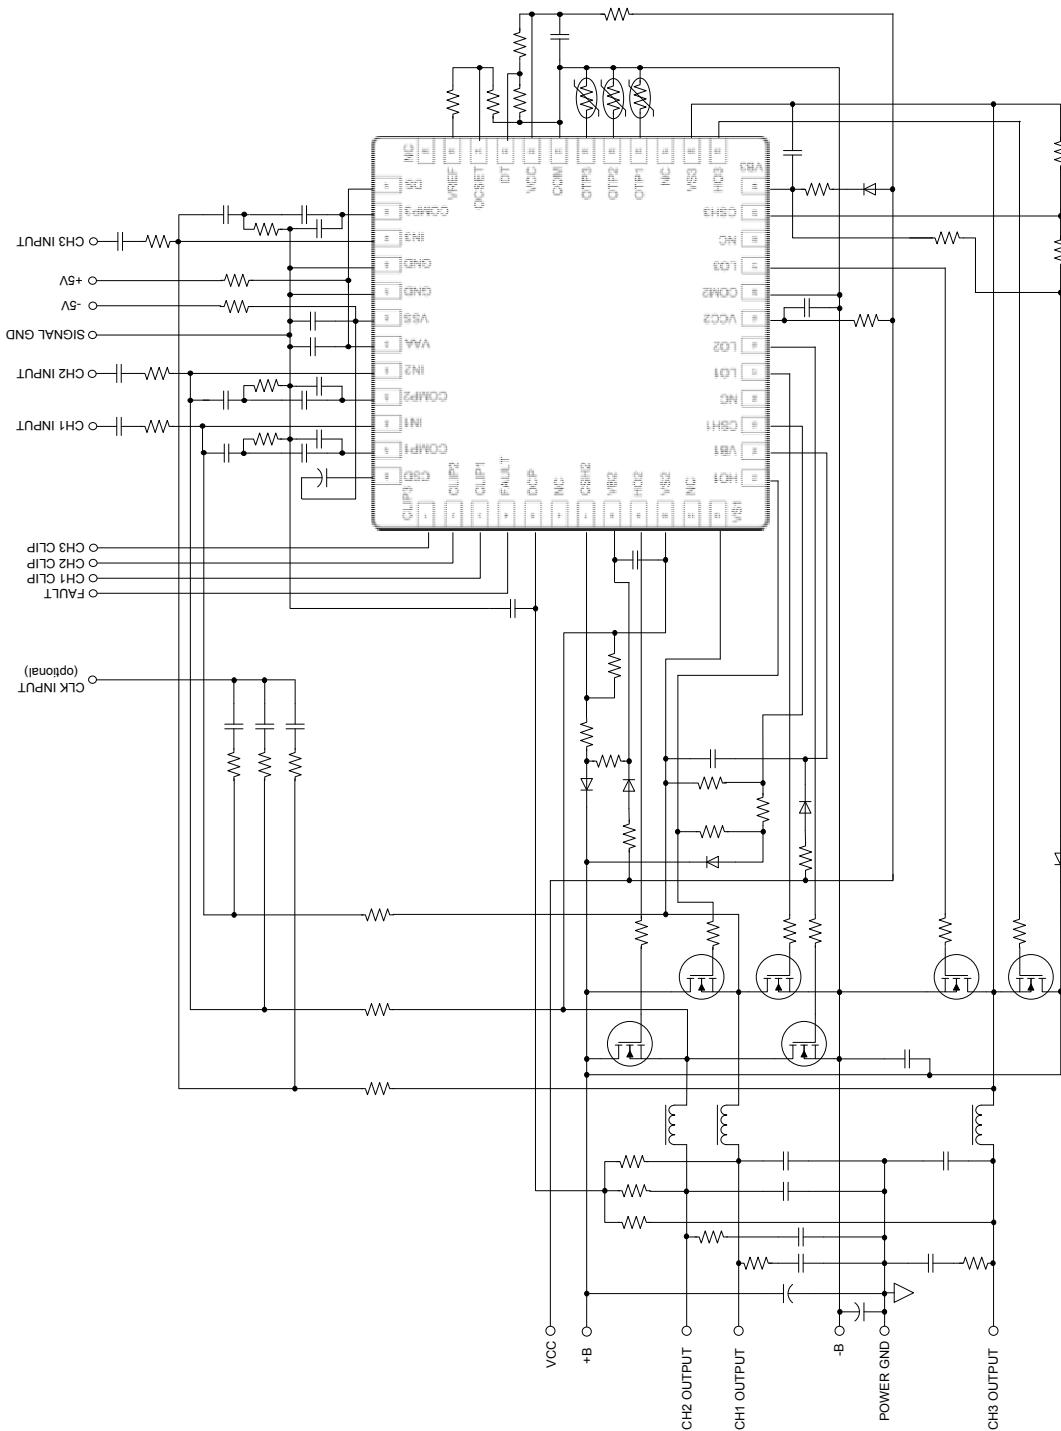 NC
VREF
OCSET
DT
VCC
COM
OTP3
OTP2
OTP1
NC
VS3
HO3
VB3
DS
COMP3
IN3
GND
GND
VSS
VAA
IN2
COMP2
IN1
COMP1
CSD
CSH3
NC
LO3
COM2
VCC2
LO2
LO1
NC
CSH1
VB1
HO1
CLIP3
CLIP2
CLIP1
FAULT
DCP
NC
CSH2
VB2
HO2
VS2
NC
VS1
CH3 INPUT
+5V
-5V
SIGNAL GND
CH2 INPUT
CH1 INPUT
CH3 CLIP
CH2 CLIP
CH1 CLIP
FAULT
CLK INPUT
(optional)
VCC
+B
CH2 OUTPUT
CH1 OUTPUT
-B
POWER GND
CH3 OUTPUT